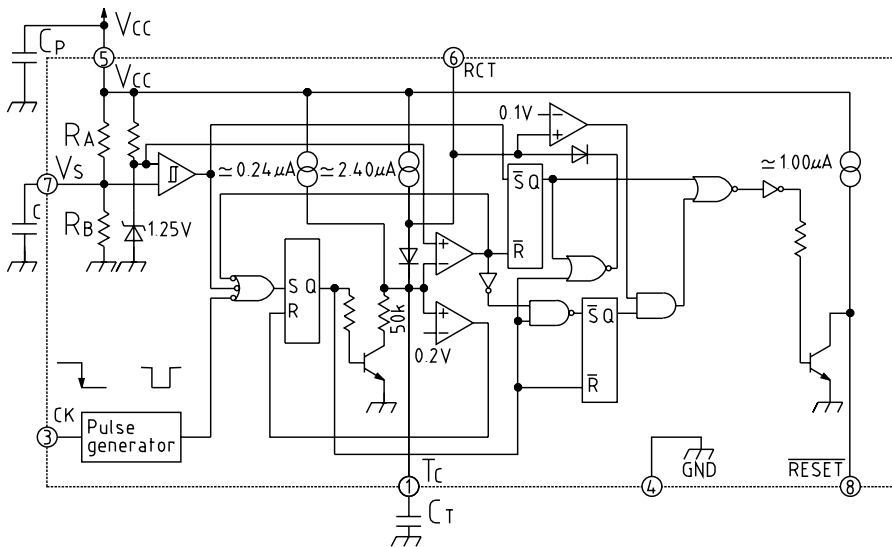 Vcc
CP
5
Vcc
6
RCT
0.1V
RA
≃0.24μA
≃2.40μA
≃1.00μA
7
Vs
S Q
C
RB
1.25V
+
−
R
S Q
R
50k
+
−
0.2V
S Q
R
3
CK
Pulse
generator
Tc
1
CT
4
GND
RESET
8